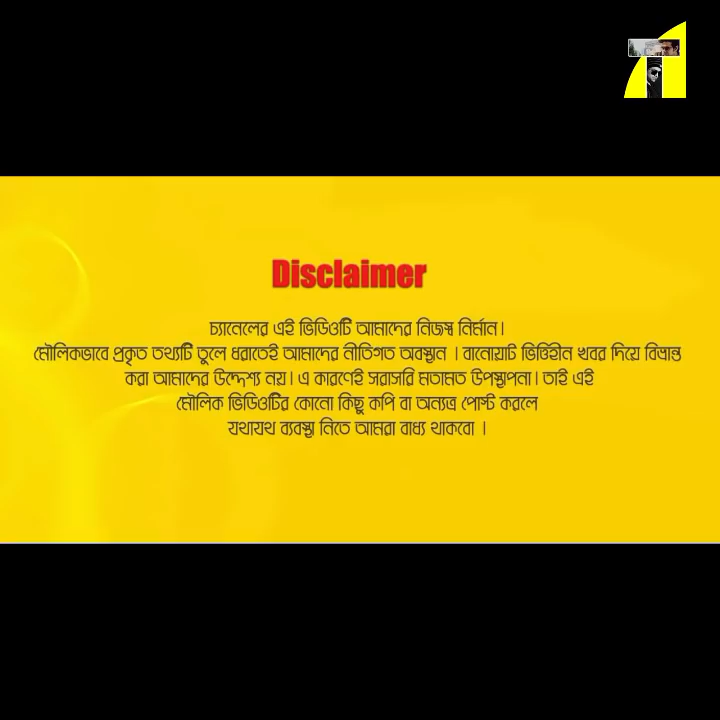 Disclaimer
চ্যানেলের এই ভিডিওটি আমাদের নিজস্ব নির্মান।
মৌলিকভাবে প্রকৃত তথ্যটি তুলে ধরাতেই আমাদের নীতিগত অবস্থান । বানোয়াট ভিত্তিহীন খবর দিয়ে বিভ্রান্ত
করা আমাদের উদ্দেশ্য নয়। এ কারণেই সরাসরি মতামত উপস্থাপনা। তাই এই
মৌলিক ভিডিওটির কোনো কিছু কপি বা অন্যত্র পোস্ট করলে
যথাযথ ব্যবস্থা নিতে আমরা বাধ্য থাকবো ।